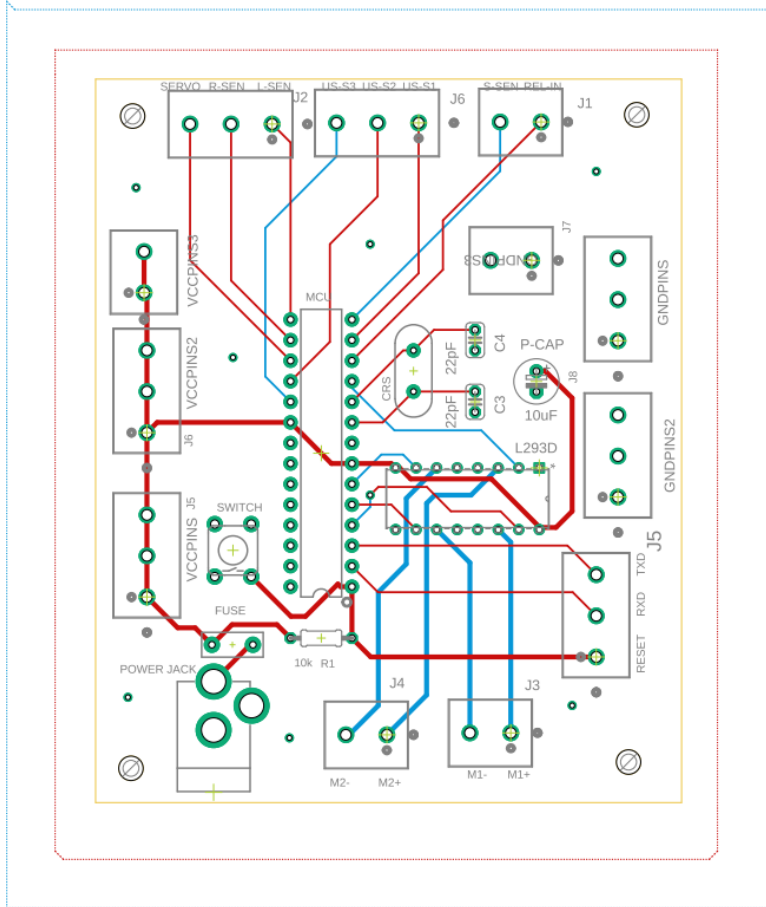 SERVO R-SEN L-SEN
J2
US-S3 US-S2 US-S1
J6
S-SEN REL-IN
J1
VCCPINS3
J7
GNDPINS3
GNDPINS
MCU
VCCPINS2
J6
CRS
22pF
C4
22pF
C3
P-CAP
J8
10uF
L293D
*
GNDPINS2
J5
VCCPINS
SWITCH
J5
TXD
RXD
RESET
FUSE
10k R1
POWER JACK
J4
M2- M2+
J3
M1- M1+